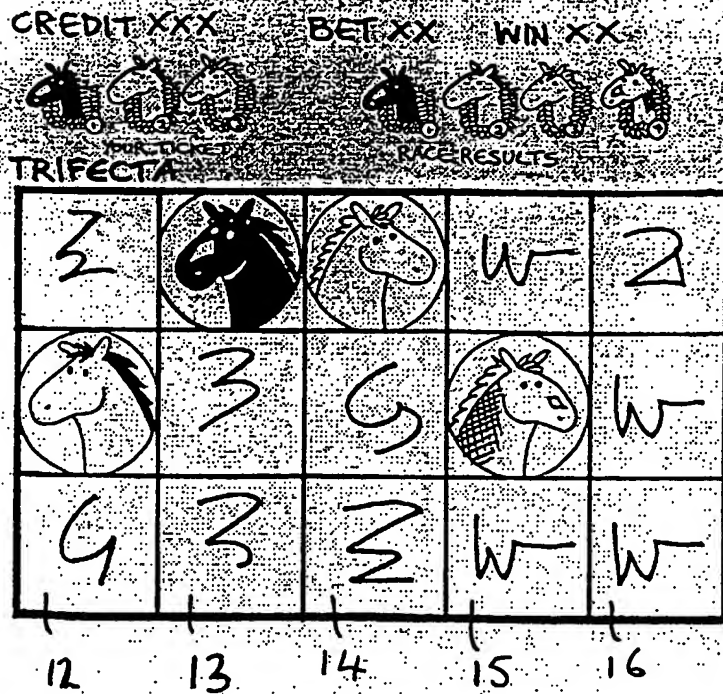 CREDIT XXX BET XX WIN XX
YOUR TICKET RACE RESULTS
TRIFECTA
W
W
W W
12 13 14 15 16